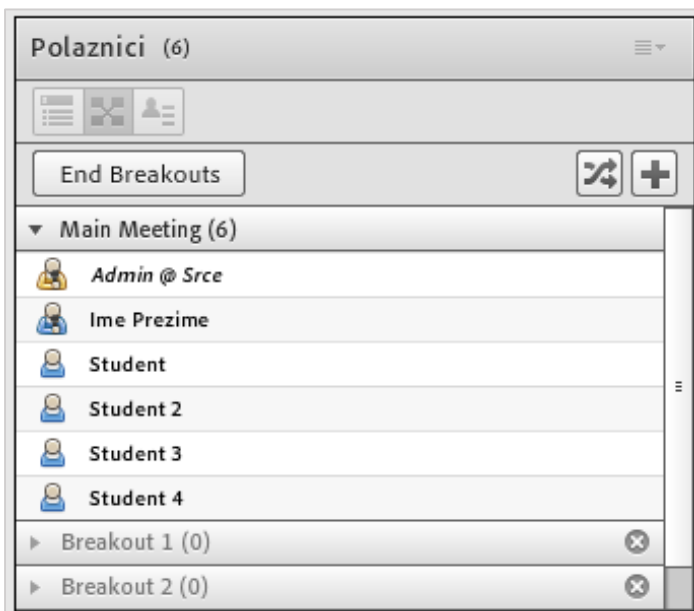 Polaznici (6)
End Breakouts
Main Meeting (6)
Admin @ Srce
Ime Prezime
Student
Student 2
Student 3
Student 4
Breakout 1 (0)
Breakout 2 (0)